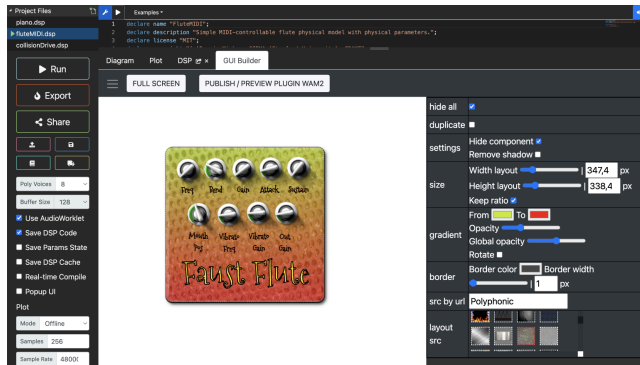 Project Files
piano.dsp
fluteMIDI.dsp
collisionDrive.dsp
Run
Export
Share
Poly Voices 8
Buffer Size 128
Use AudioWorklet
Save DSP Code
Save Params State
Save DSP Cache
Real-time Compile
Popup UI
Plot
Mode Offline
Samples 256
Sample Rate 4800
Examples
1 declare name "FluteMIDI";
2 declare description "Simple MIDI-controllable flute physical model with physical parameters.";
3 declare license "MIT";
Diagram Plot DSP GUI Builder
FULL SCREEN PUBLISH / PREVIEW PLUGIN WAM2
Freq Bend Gain Attack Sustain
Mouth Vibrato Vibrato Out
Pos Freq Gain Gain
Faust Flute
hide all
duplicate
settings Hide component
Remove shadow
size Width layout 347,4 px
Height layout 338,4 px
Keep ratio
gradient From To
Opacity
Global opacity
Rotate
border Border color Border width
1 px
src by url Polyphonic
layout
src